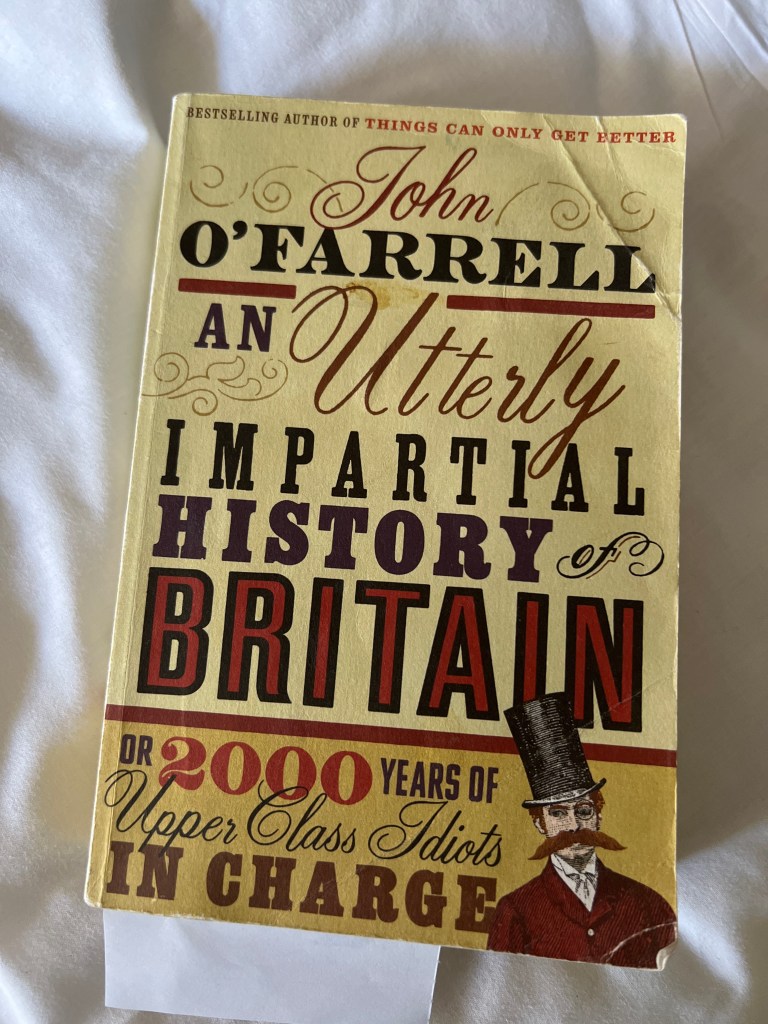 BESTSELLING AUTHOR OF THINGS CAN ONLY GET BETTER
John
O'FARRELL
AN Utterly
IMPARTIAL
HISTORY of
BRITAIN
OR 2000 YEARS OF
Upper Class Idiots
IN CHARGE